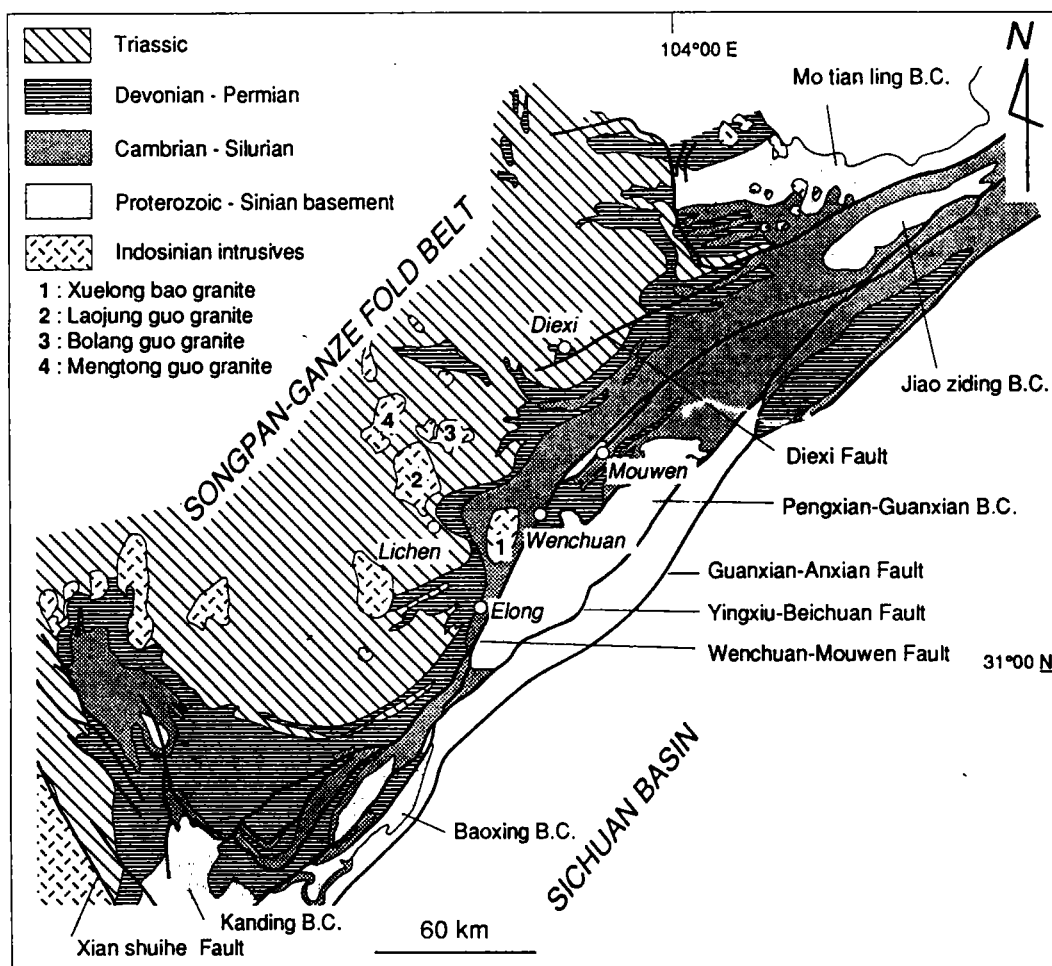 Triassic
Devonian - Permian
Cambrian - Silurian
Proterozoic - Sinian basement
Indosinian intrusives
1 : Xuelong bao granite
2 : Laojung guo granite
3 : Bolang guo granite
4 : Mengtong guo granite
104°00 E
N
Mo tian ling B.C.
SONGPAN-GANZE FOLD BELT
Diexi
Jiao ziding B.C.
4
3
2
Mouwen
Diexi Fault
Pengxian-Guanxian B.C.
1
Wenchuan
Lichen
Guanxian-Anxian Fault
Elong
Yingxiu-Beichuan Fault
Wenchuan-Mouwen Fault
31°00 N
SICHUAN BASIN
Baoxing B.C.
Kanding B.C.
60 km
Xian shuihe Fault